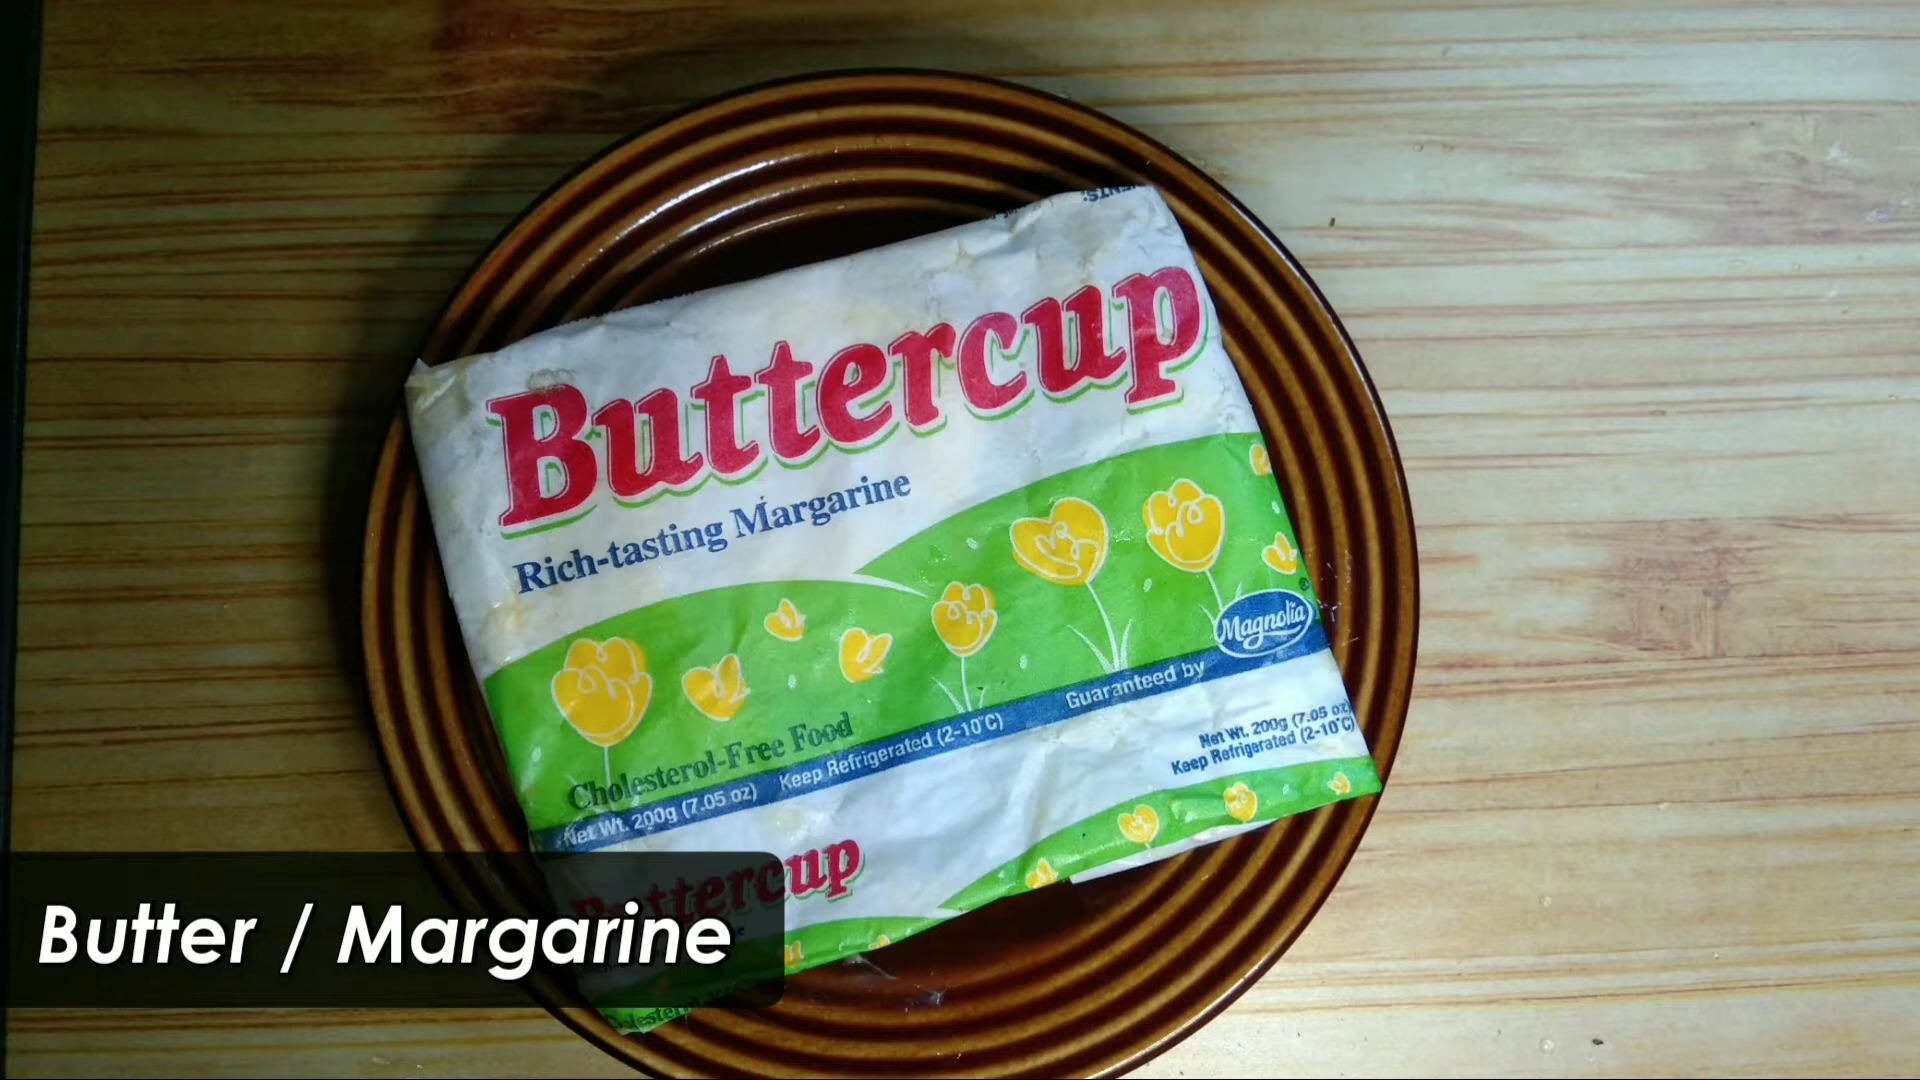 Buttercup
Rich-tasting Margarine
Magnolia
®
Cholesterol-Free Food
Net Wt. 200g (7.05 oz) Keep Refrigerated (2-10°C) Guaranteed by
Net Wt. 200g (7.05 oz)
Keep Refrigerated (2-10°C)
Buttercup
Butter / Margarine